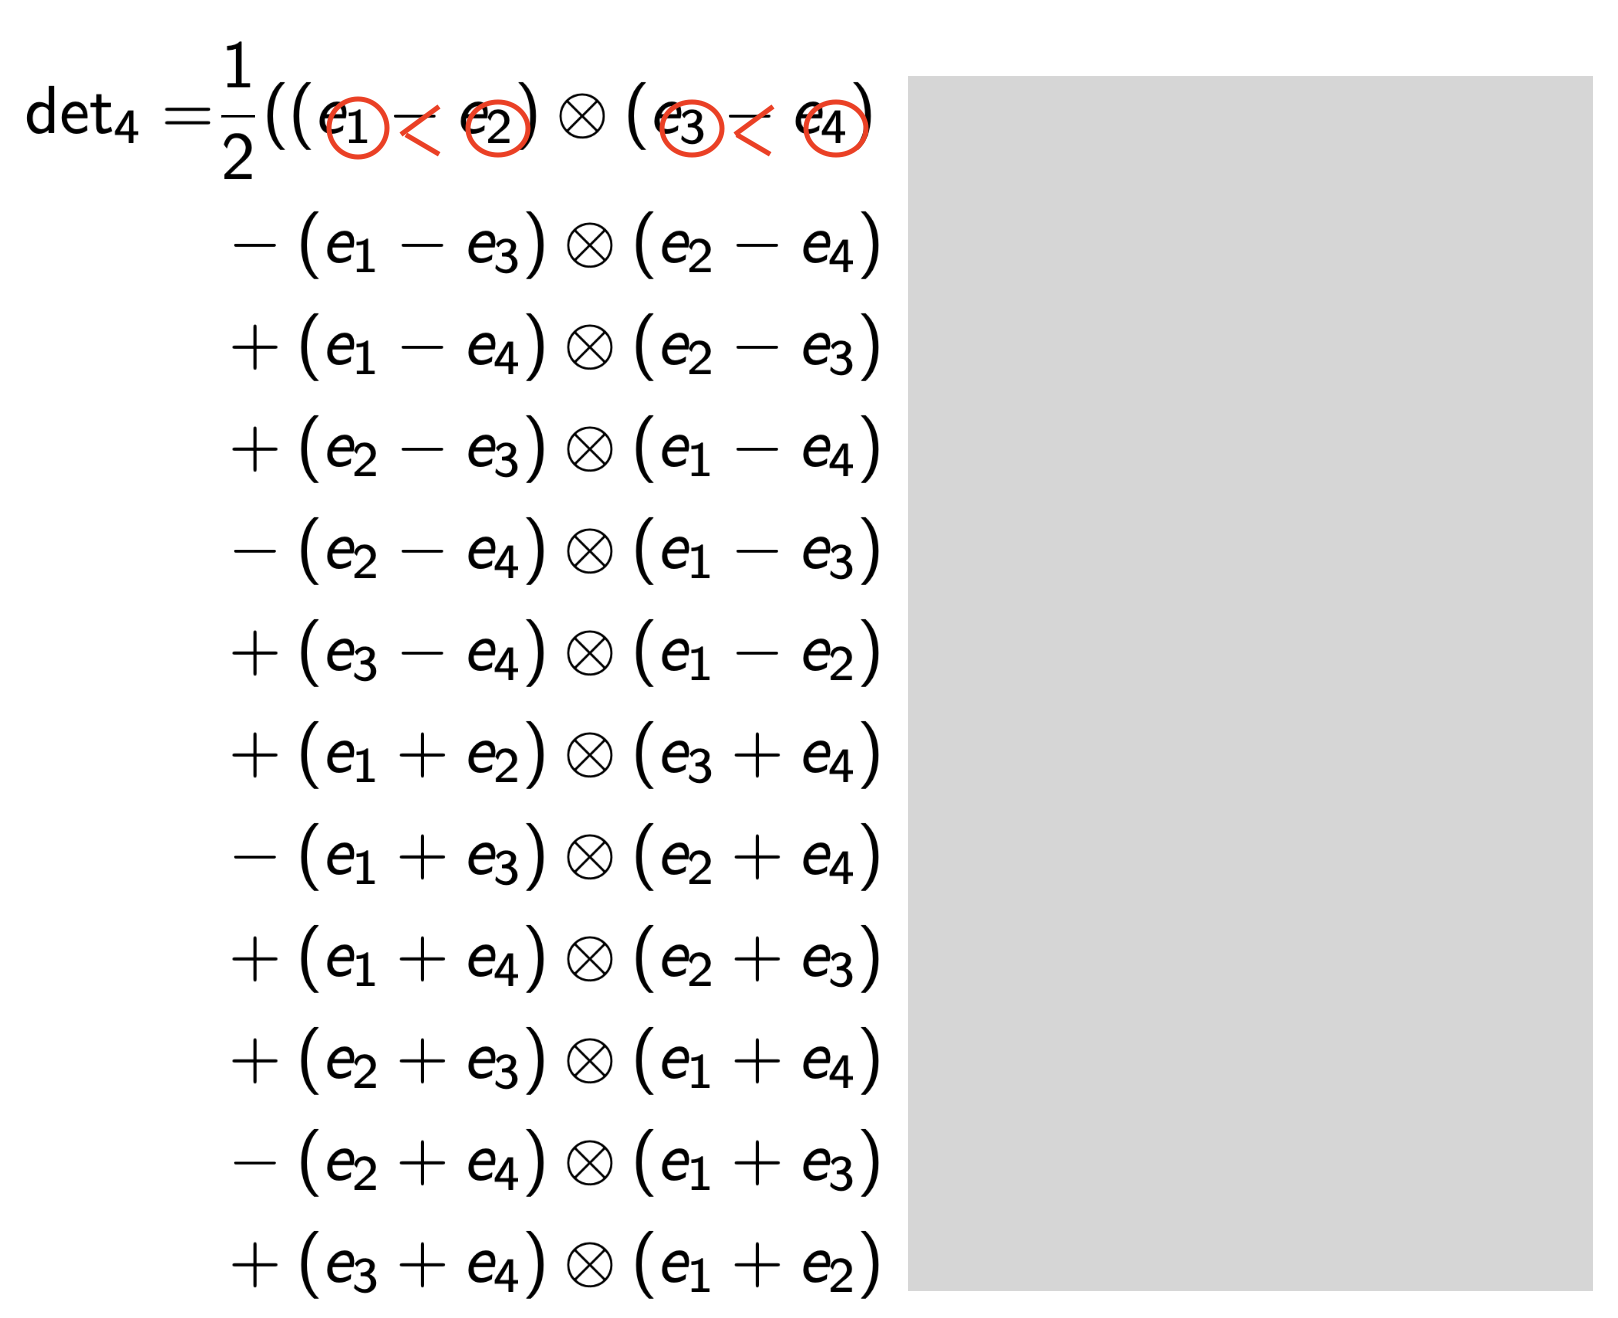 det₄ = 1/2 ((e₁ − e₂) ⊗ (e₃ − e₄)
< <
− (e₁ − e₃) ⊗ (e₂ − e₄)
+ (e₁ − e₄) ⊗ (e₂ − e₃)
+ (e₂ − e₃) ⊗ (e₁ − e₄)
− (e₂ − e₄) ⊗ (e₁ − e₃)
+ (e₃ − e₄) ⊗ (e₁ − e₂)
+ (e₁ + e₂) ⊗ (e₃ + e₄)
− (e₁ + e₃) ⊗ (e₂ + e₄)
+ (e₁ + e₄) ⊗ (e₂ + e₃)
+ (e₂ + e₃) ⊗ (e₁ + e₄)
− (e₂ + e₄) ⊗ (e₁ + e₃)
+ (e₃ + e₄) ⊗ (e₁ + e₂)